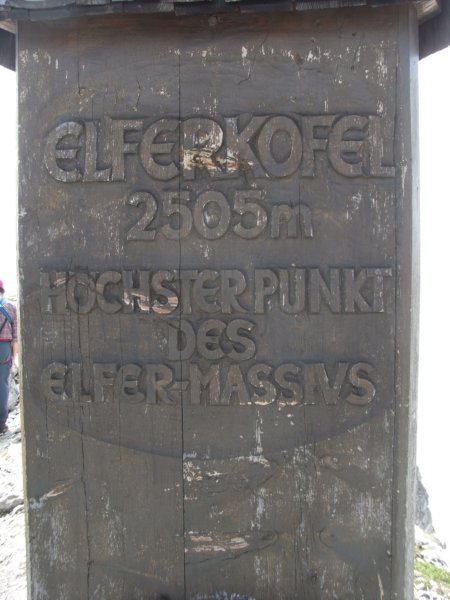 ELFERKOFEL
2505m
HÖCHSTER PUNKT
DES
ELFER-MASSIVS